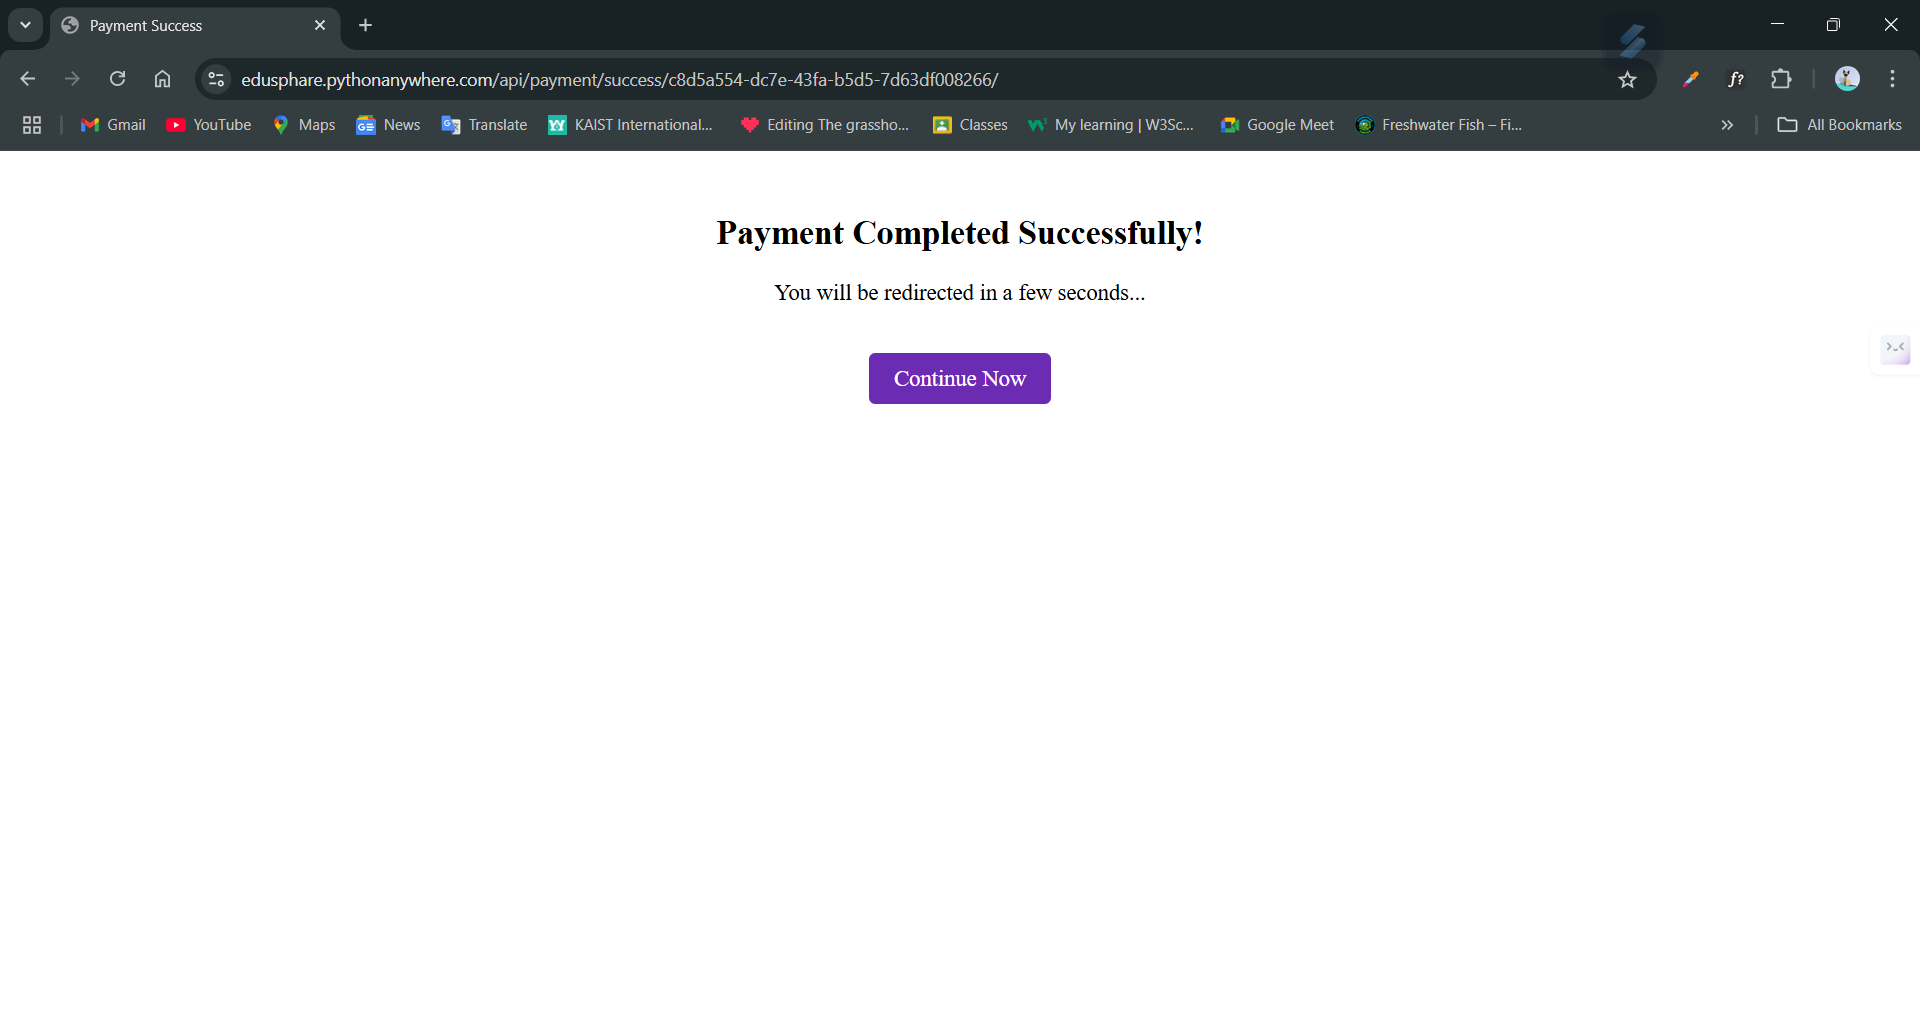 Payment Success
edusphare.pythonanywhere.com/api/payment/success/c8d5a554-dc7e-43fa-b5d5-7d63df008266/
f?
Gmail
YouTube
Maps
News
Translate
KAIST International...
Editing The grassho...
Classes
My learning | W3Sc...
Google Meet
Freshwater Fish – Fi...
»
All Bookmarks
Payment Completed Successfully!
You will be redirected in a few seconds...
Continue Now